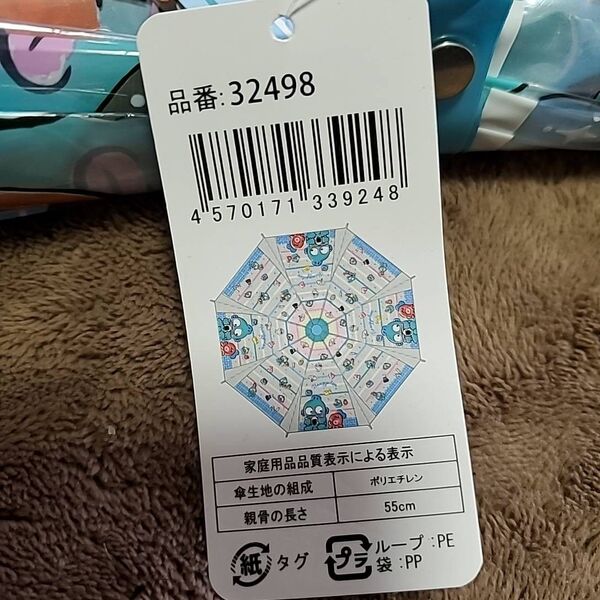 品番:32498
4 570171 339248
家庭用品品質表示による表示
傘生地の組成 ポリエチレン
親骨の長さ 55cm
紙 タグ プラ ループ:PE
袋:PP